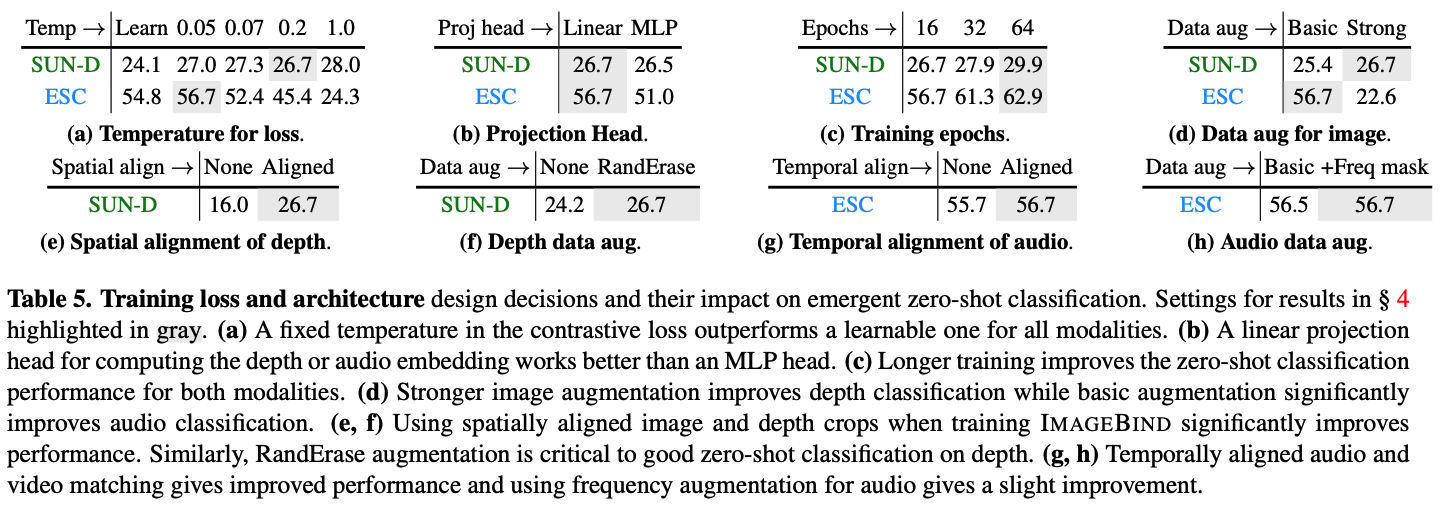 Temp → Learn 0.05 0.07 0.2 1.0
SUN-D 24.1 27.0 27.3 26.7 28.0
ESC 54.8 56.7 52.4 45.4 24.3
(a) Temperature for loss.
Proj head → Linear MLP
SUN-D 26.7 26.5
ESC 56.7 51.0
(b) Projection Head.
Epochs → 16 32 64
SUN-D 26.7 27.9 29.9
ESC 56.7 61.3 62.9
(c) Training epochs.
Data aug → Basic Strong
SUN-D 25.4 26.7
ESC 56.7 22.6
(d) Data aug for image.
Spatial align → None Aligned
SUN-D 16.0 26.7
(e) Spatial alignment of depth.
Data aug → None RandErase
SUN-D 24.2 26.7
(f) Depth data aug.
Temporal align→ None Aligned
ESC 55.7 56.7
(g) Temporal alignment of audio.
Data aug → Basic +Freq mask
ESC 56.5 56.7
(h) Audio data aug.
Table 5. Training loss and architecture design decisions and their impact on emergent zero-shot classification. Settings for results in § 4
highlighted in gray. (a) A fixed temperature in the contrastive loss outperforms a learnable one for all modalities. (b) A linear projection
head for computing the depth or audio embedding works better than an MLP head. (c) Longer training improves the zero-shot classification
performance for both modalities. (d) Stronger image augmentation improves depth classification while basic augmentation significantly
improves audio classification. (e, f) Using spatially aligned image and depth crops when training IMAGEBIND significantly improves
performance. Similarly, RandErase augmentation is critical to good zero-shot classification on depth. (g, h) Temporally aligned audio and
video matching gives improved performance and using frequency augmentation for audio gives a slight improvement.